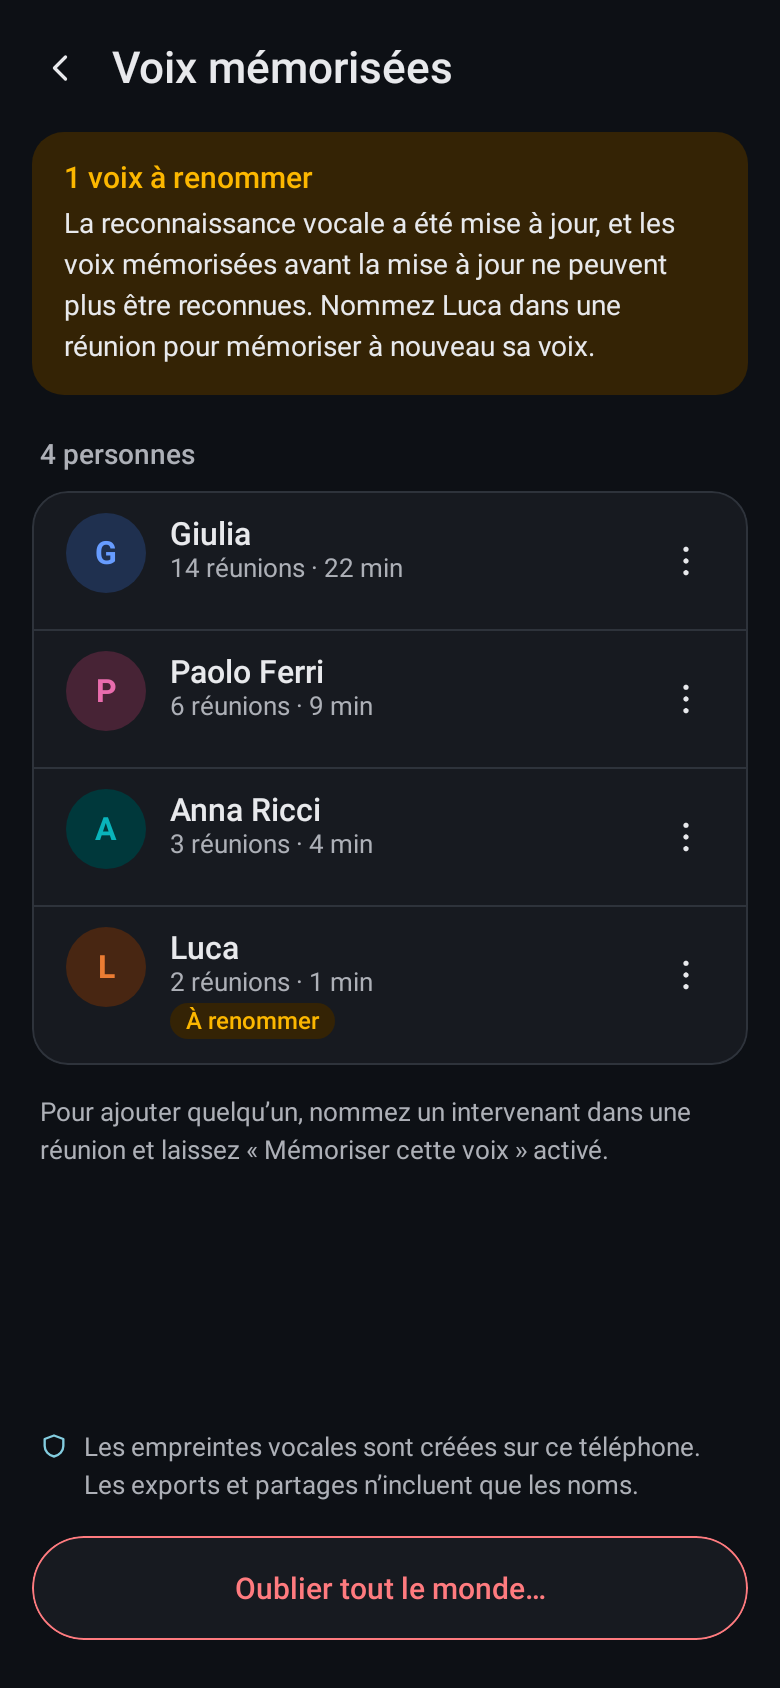 Voix mémorisées
1 voix à renommer
La reconnaissance vocale a été mise à jour, et les
voix mémorisées avant la mise à jour ne peuvent
plus être reconnues. Nommez Luca dans une
réunion pour mémoriser à nouveau sa voix.
4 personnes
G
Giulia
14 réunions · 22 min
P
Paolo Ferri
6 réunions · 9 min
A
Anna Ricci
3 réunions · 4 min
L
Luca
2 réunions · 1 min
À renommer
Pour ajouter quelqu’un, nommez un intervenant dans une
réunion et laissez « Mémoriser cette voix » activé.
Les empreintes vocales sont créées sur ce téléphone.
Les exports et partages n’incluent que les noms.
Oublier tout le monde…